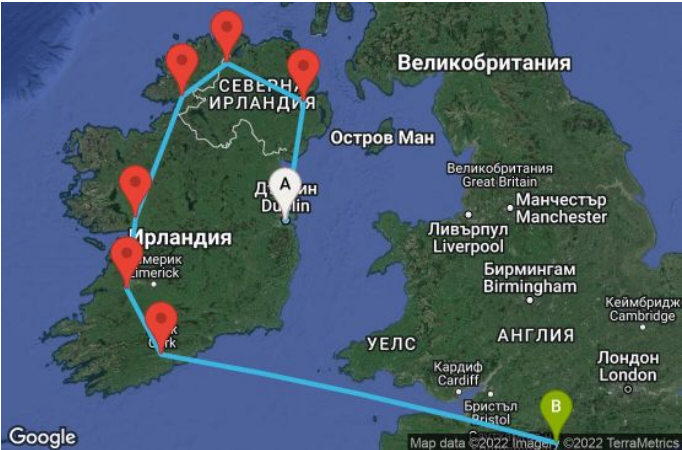 Великобритания
СЕВЕРНА
ИРЛАНДИЯ
Остров Ман
Великобритания
Great Britain
A
Dublin
Манчестър
Manchester
Ливърпул
Liverpool
Ирландия
Limerick
Бирмингам
Birmingham
Кеймбридж
Cambridge
УЕЛС
АНГЛИЯ
Cork
Кардиф
Cardiff
Лондон
London
Бристъл
Bristol
B
Google
Map data ©2022 Imagery ©2022 TerraMetrics